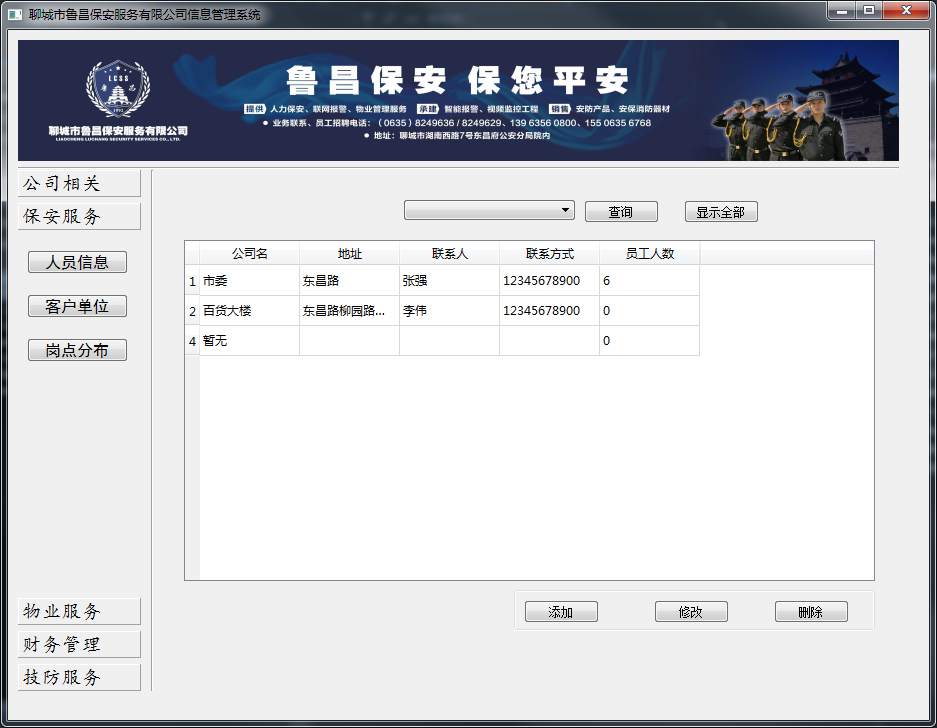 聊城市鲁昌保安服务有限公司信息管理系统
LCSS
鲁 昌
1992
聊城市鲁昌保安服务有限公司
LIAOCHENG LUCHANG SECURITY SERVICES CO., LTD.
鲁昌保安 保您平安
提供 人力保安、联网报警、物业管理服务 承建 智能报警、视频监控工程 销售 安防产品、安保消防器材
● 业务联系、员工招聘电话：（0635）8249636 / 8249629、139 6356 0800、155 0635 6768
● 地址：聊城市湖南西路7号东昌府公安分局院内
公司相关
保安服务
人员信息
客户单位
岗点分布
物业服务
财务管理
技防服务
查询 显示全部
公司名 地址 联系人 联系方式 员工人数
1 市委 东昌路 张强 12345678900 6
2 百货大楼 东昌路柳园路... 李伟 12345678900 0
4 暂无 0
添加 修改 删除